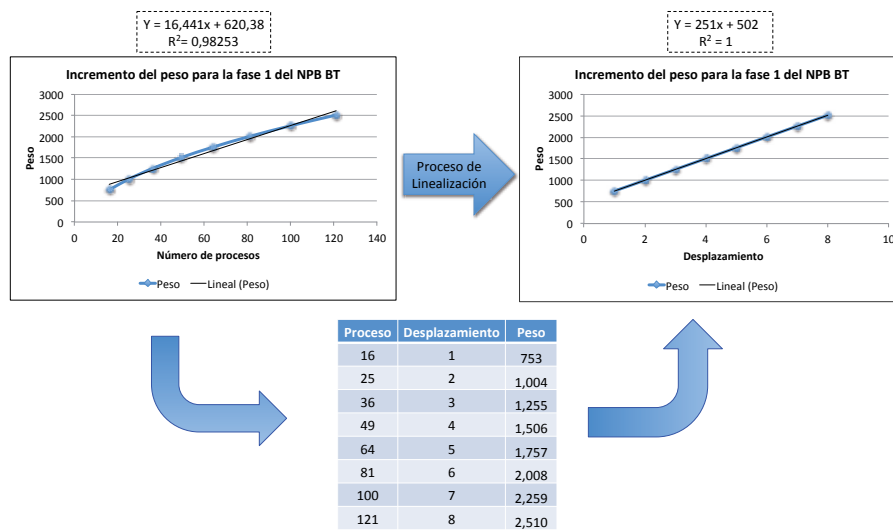 Y = 16,441x + 620,38
R²= 0,98253
Incremento del peso para la fase 1 del NPB BT
Peso
3000
2500
2000
1500
1000
500
0
0 20 40 60 80 100 120 140
Número de procesos
Peso Lineal (Peso)
Proceso de
Linealización
Y = 251x + 502
R² = 1
Incremento del peso para la fase 1 del NPB BT
Peso
3000
2500
2000
1500
1000
500
0
0 2 4 6 8 10
Desplazamiento
Peso Lineal (Peso)
Proceso Desplazamiento Peso
16 1 753
25 2 1,004
36 3 1,255
49 4 1,506
64 5 1,757
81 6 2,008
100 7 2,259
121 8 2,510